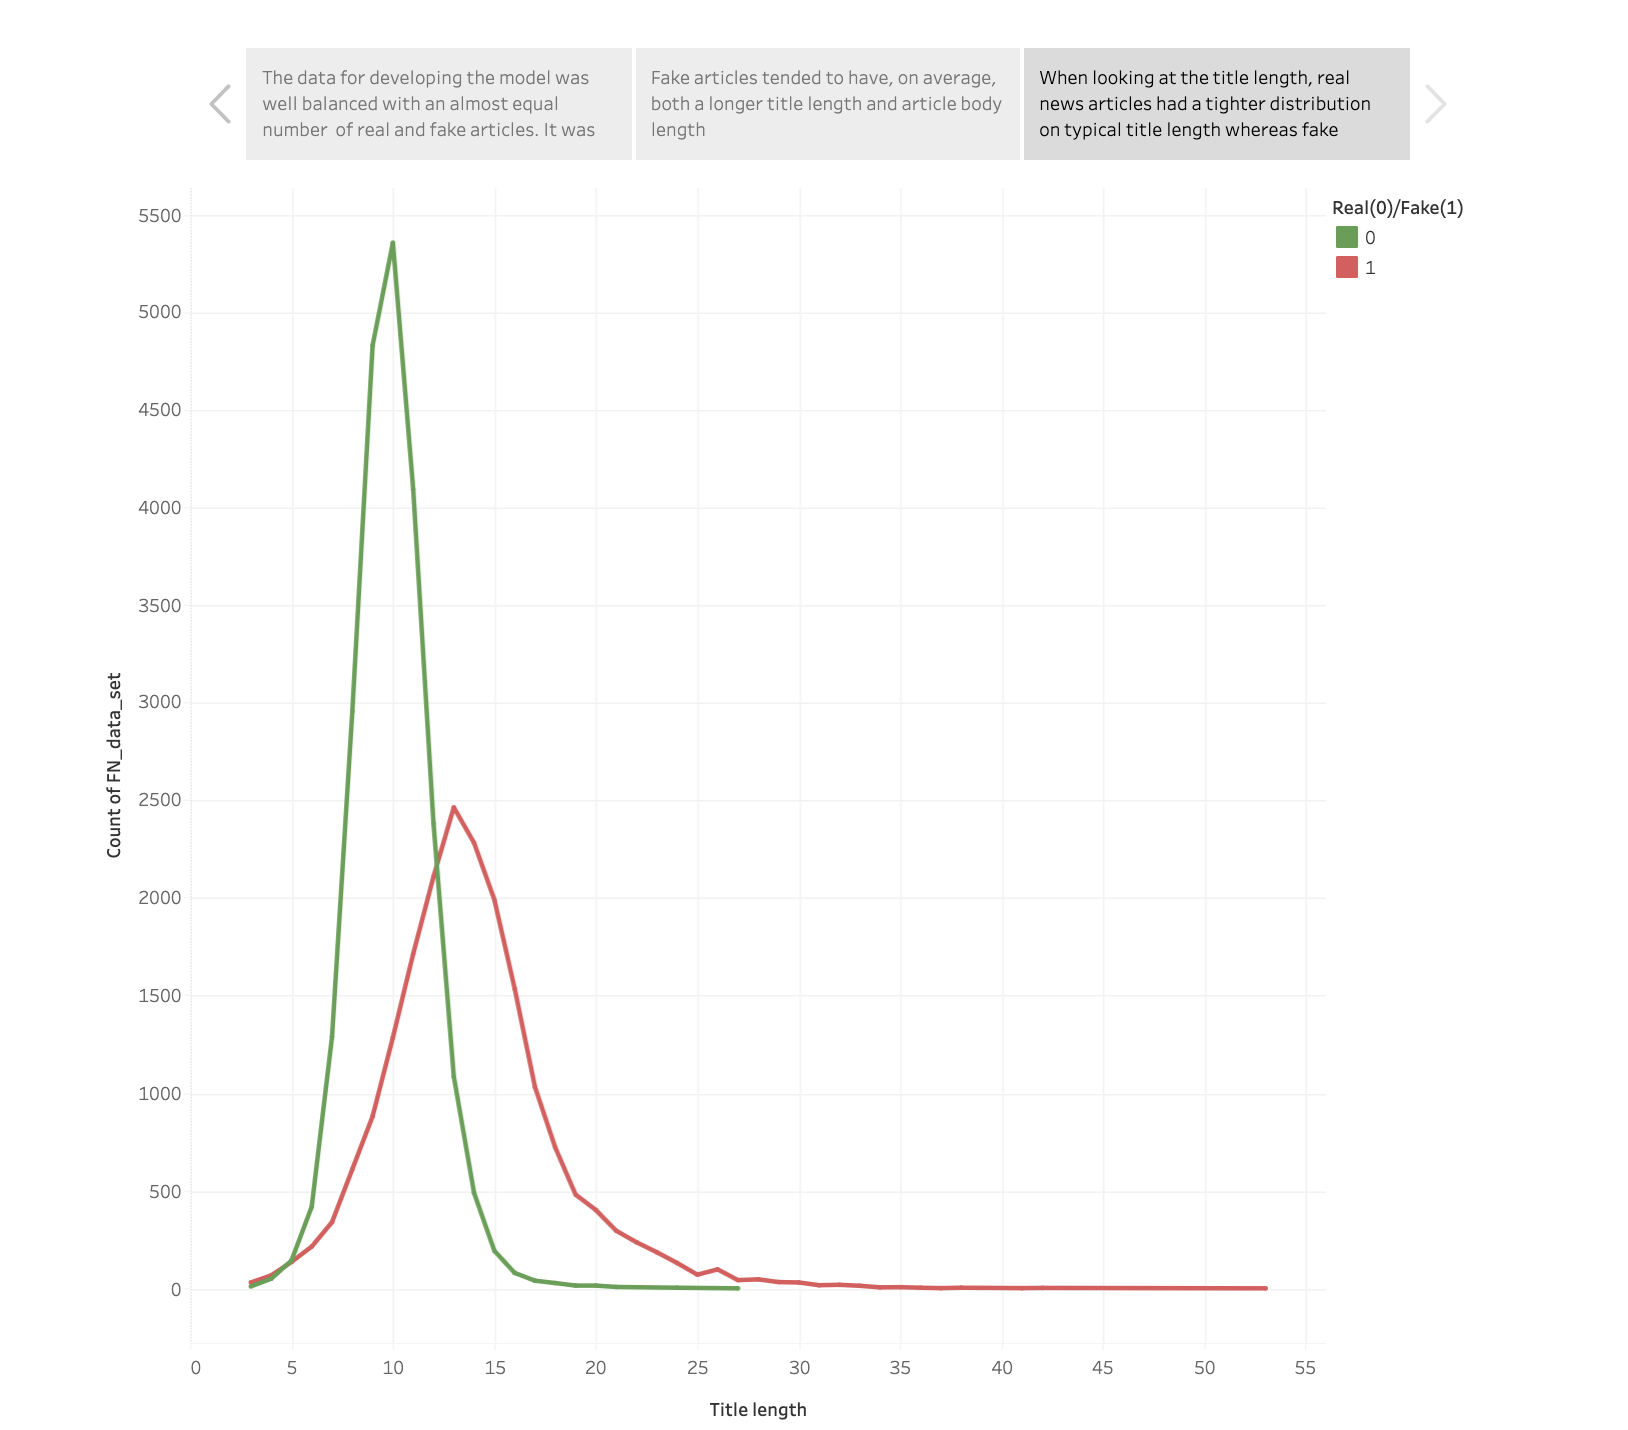 The data for developing the model was
well balanced with an almost equal
number  of real and fake articles. It was
Fake articles tended to have, on average,
both a longer title length and article body
length
When looking at the title length, real
news articles had a tighter distribution
on typical title length whereas fake
Real(0)/Fake(1)
0
1
5500
5000
4500
4000
3500
3000
2500
2000
1500
1000
500
0
Count of FN_data_set
0 5 10 15 20 25 30 35 40 45 50 55
Title length